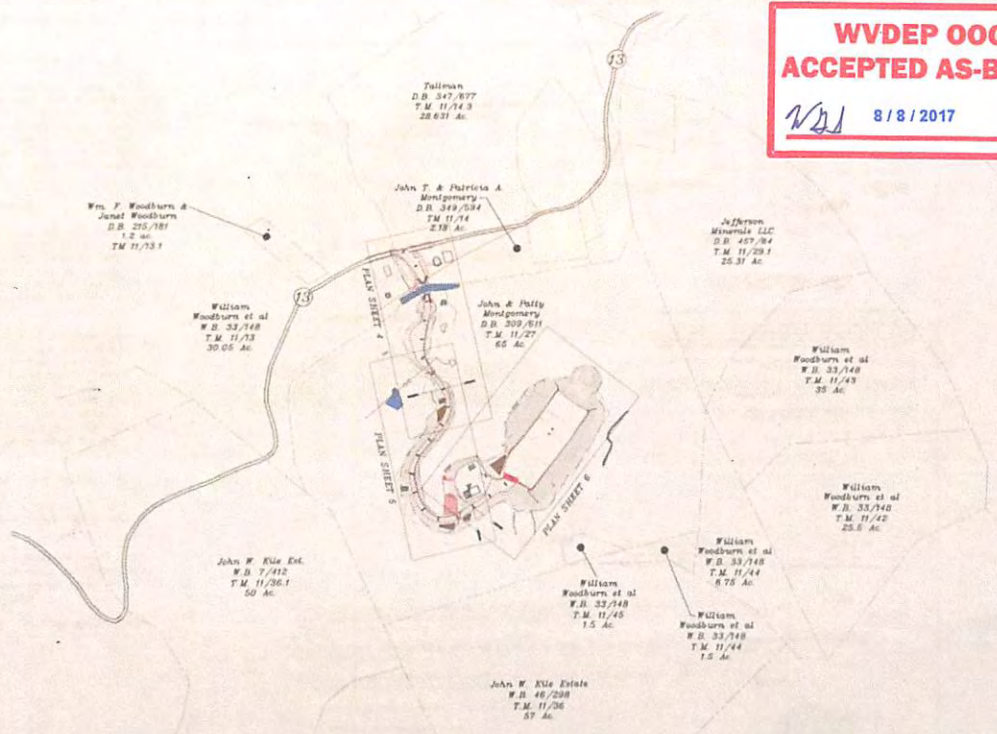 WVDEP OOG
ACCEPTED AS-B
8/8/2017
13
Tallman
D.B. 347/677
T.M. 11/14.3
28.631 Ac.
John T. & Patricia A.
Montgomery
D.B. 349/594
TM 11/14
2.18 Ac.
Wm. F. Woodburn &
Janet Woodburn
D.B. 215/181
1.2 ac.
TM 11/13.1
Jefferson
Minerals LLC
D.B. 457/84
T.M. 11/29.1
25.31 Ac.
13
PLAN SHEET 4
William
Woodburn et al
W.B. 33/148
T.M. 11/13
30.05 Ac.
John & Patty
Montgomery
D.B. 309/611
T.M. 11/27
65 Ac.
William
Woodburn et al
W.B. 33/148
T.M. 11/43
35 Ac.
PLAN SHEET 5
PLAN SHEET 6
William
Woodburn et al
W.B. 33/148
T.M. 11/42
25.5 Ac.
John W. Kile Est.
W.B. 7/412
T.M. 11/36.1
50 Ac.
William
Woodburn et al
W.B. 33/148
T.M. 11/44
6.75 Ac.
William
Woodburn et al
W.B. 33/148
T.M. 11/45
1.5 Ac.
William
Woodburn et al
W.B. 33/148
T.M. 11/44
1.5 Ac.
John W. Kile Estate
W.B. 46/298
T.M. 11/36
57 Ac.